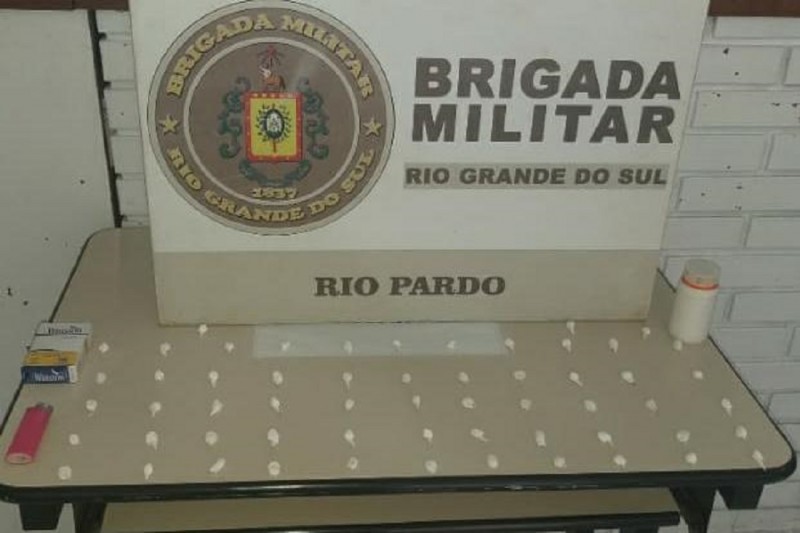 BRIGADA MILITAR
RIO GRANDE DO SUL
1837
BRIGADA
MILITAR
RIO GRANDE DO SUL
RIO PARDO